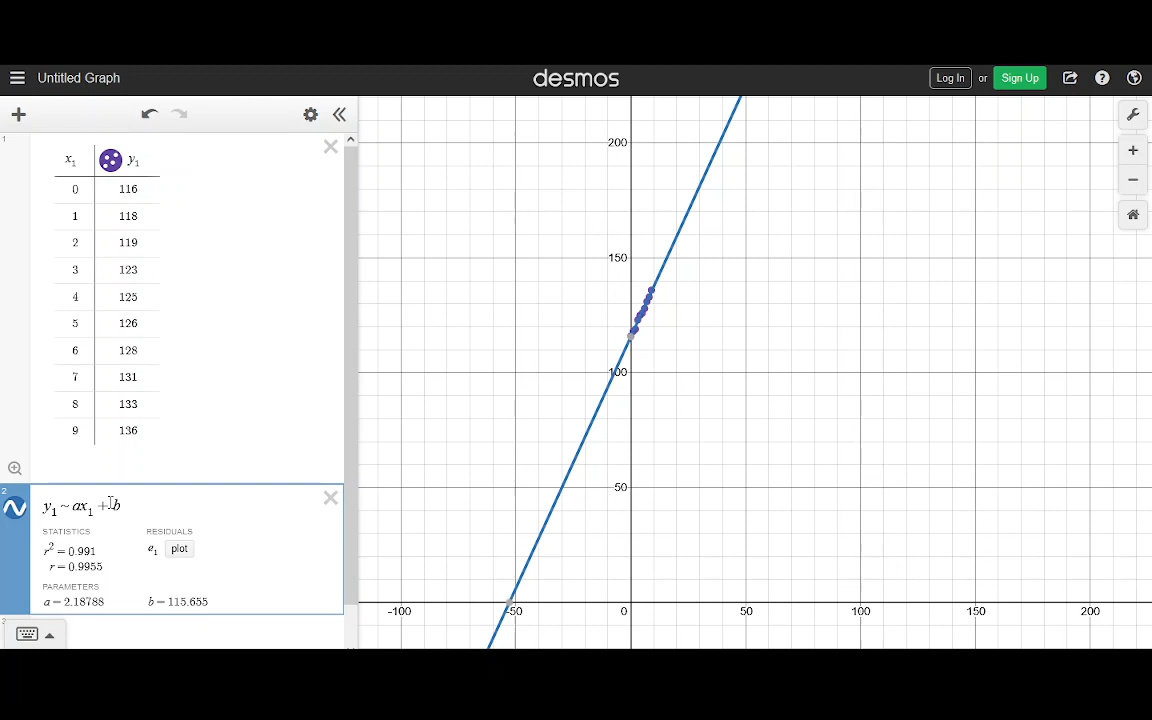 Untitled Graph
desmos
Log In or Sign Up
1
x₁ y₁
0 116
1 118
2 119
3 123
4 125
5 126
6 128
7 131
8 133
9 136
2
y₁ ~ ax₁ + b
STATISTICS RESIDUALS
r² = 0.991 e₁ plot
r = 0.9955
PARAMETERS
a = 2.18788 b = 115.655
3
200
150
100
50
-100 -50 0 50 100 150 200